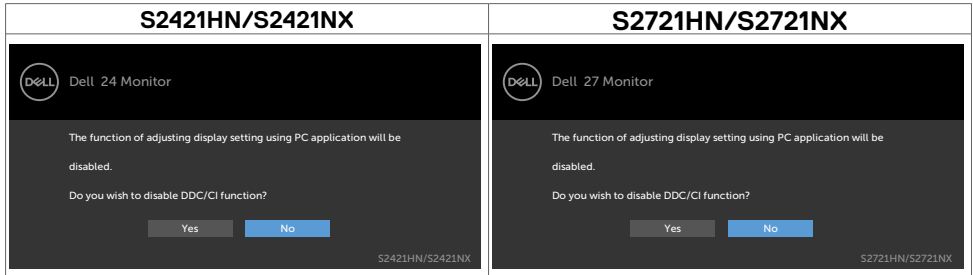 S2421HN/S2421NX
S2721HN/S2721NX
DELL Dell 24 Monitor
The function of adjusting display setting using PC application will be
disabled.
Do you wish to disable DDC/CI function?
Yes No
S2421HN/S2421NX
DELL Dell 27 Monitor
The function of adjusting display setting using PC application will be
disabled.
Do you wish to disable DDC/CI function?
Yes No
S2721HN/S2721NX